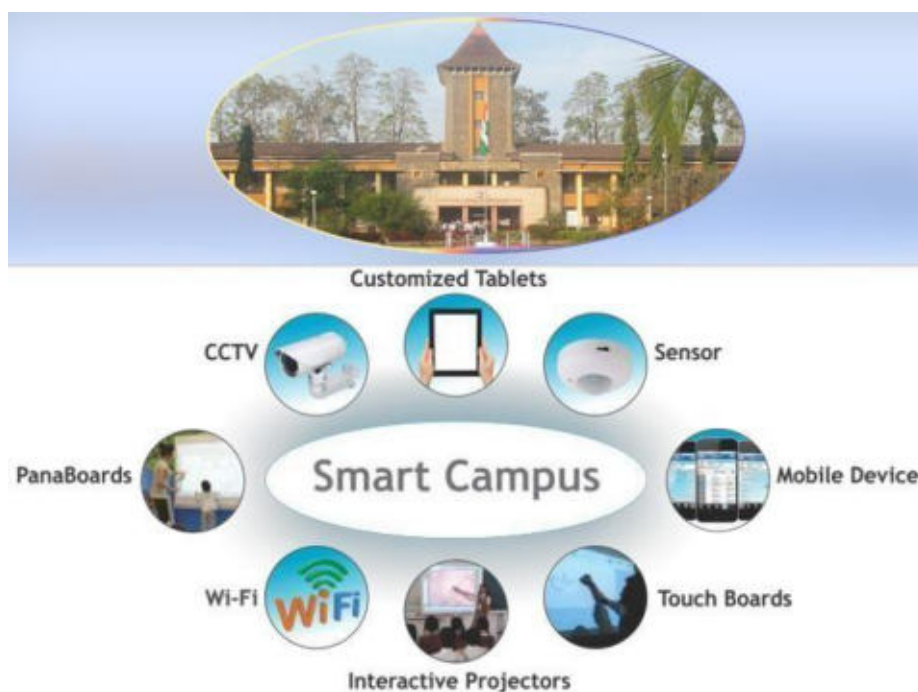 Customized Tablets
CCTV
Sensor
PanaBoards
Smart Campus
Mobile Device
Wi-Fi
WiFi
Touch Boards
Interactive Projectors